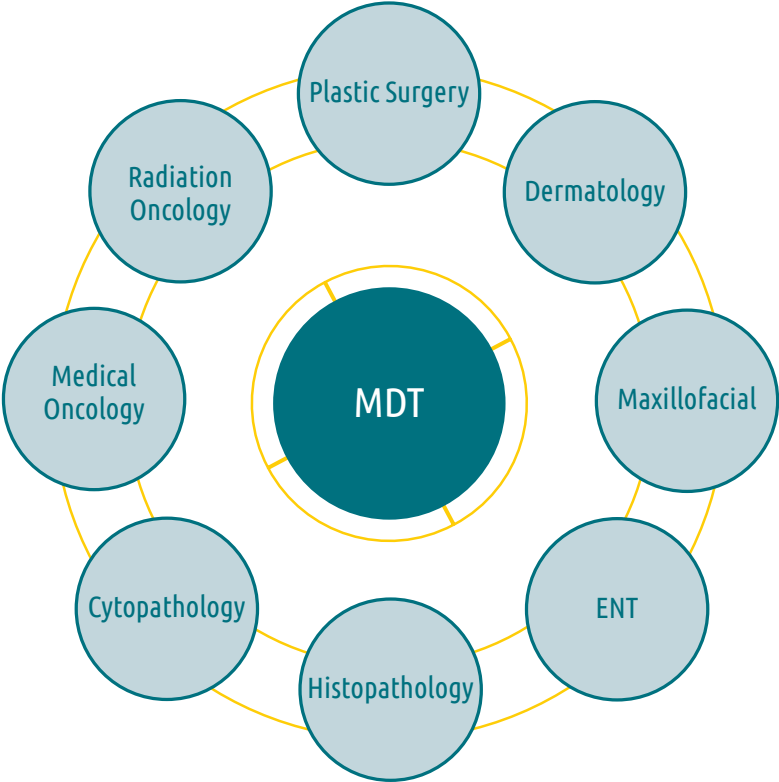 Plastic Surgery
Dermatology
Maxillofacial
ENT
Histopathology
Cytopathology
Medical
Oncology
Radiation
Oncology
MDT